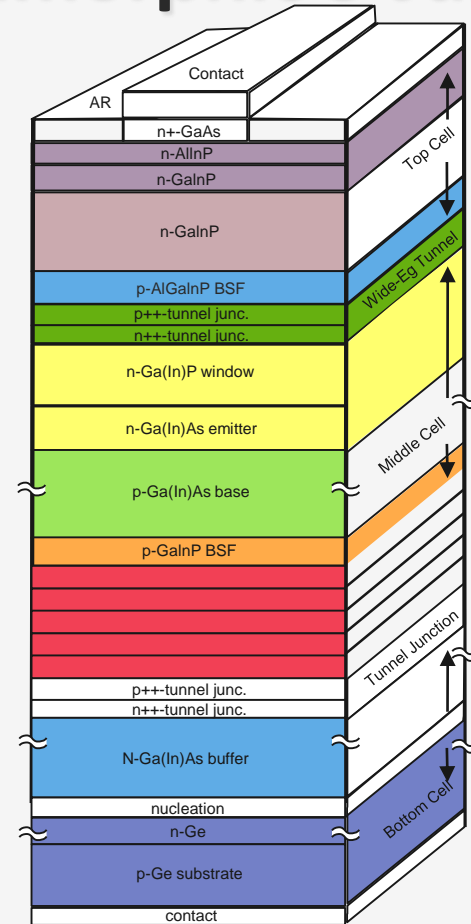 Contact
AR
n+-GaAs
n-AlInP
n-GaInP
n-GaInP
p-AlGaInP BSF
p++-tunnel junc.
n++-tunnel junc.
n-Ga(In)P window
n-Ga(In)As emitter
p-Ga(In)As base
p-GaInP BSF
p++-tunnel junc.
n++-tunnel junc.
N-Ga(In)As buffer
nucleation
n-Ge
p-Ge substrate
contact
Top Cell
Wide-Eg Tunnel
Middle Cell
Tunnel Junction
Bottom Cell